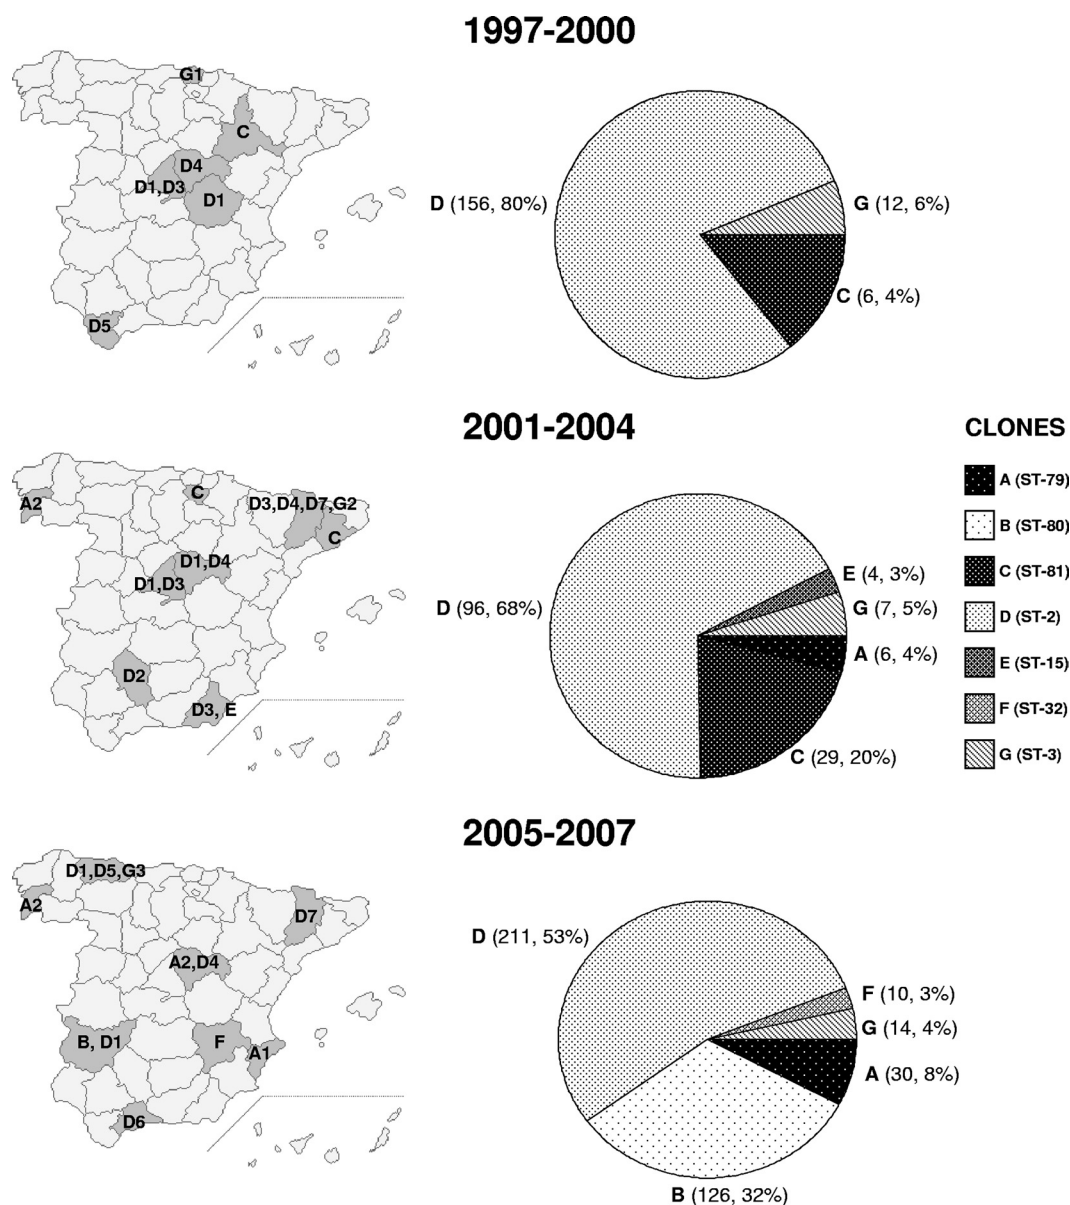 1997-2000
G1
C
D4
D1,D3
D1
D5
D (156, 80%)
G (12, 6%)
C (6, 4%)
2001-2004
A2
C
D3,D4,D7,G2
C
D1,D4
D1,D3
D2
D3, E
D (96, 68%)
E (4, 3%)
G (7, 5%)
A (6, 4%)
C (29, 20%)
CLONES
A (ST-79)
B (ST-80)
C (ST-81)
D (ST-2)
E (ST-15)
F (ST-32)
G (ST-3)
2005-2007
D1,D5,G3
A2
D7
A2,D4
B, D1
F
A1
D6
D (211, 53%)
F (10, 3%)
G (14, 4%)
A (30, 8%)
B (126, 32%)